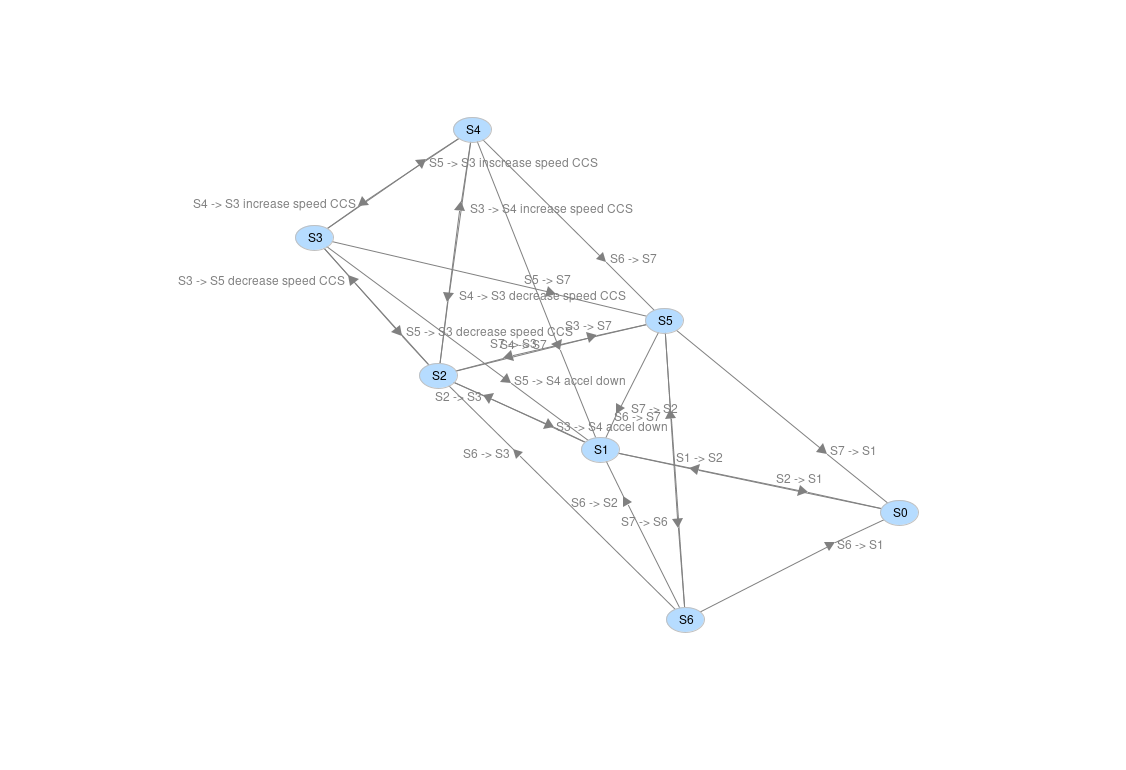 S4
S5 -> S3 inscrease speed CCS
S4 -> S3 increase speed CCS
S3 -> S4 increase speed CCS
S3
S6 -> S7
S3 -> S5 decrease speed CCS
S5 -> S7
S4 -> S3 decrease speed CCS
S5
S3 -> S7
S5 -> S3 decrease speed CCS
S7 -> S3
S4 -> S7
S2
S5 -> S4 accel down
S2 -> S3
S7 -> S2
S6 -> S7
S3 -> S4 accel down
S1
S7 -> S1
S6 -> S3
S1 -> S2
S2 -> S1
S6 -> S2
S0
S7 -> S6
S6 -> S1
S6